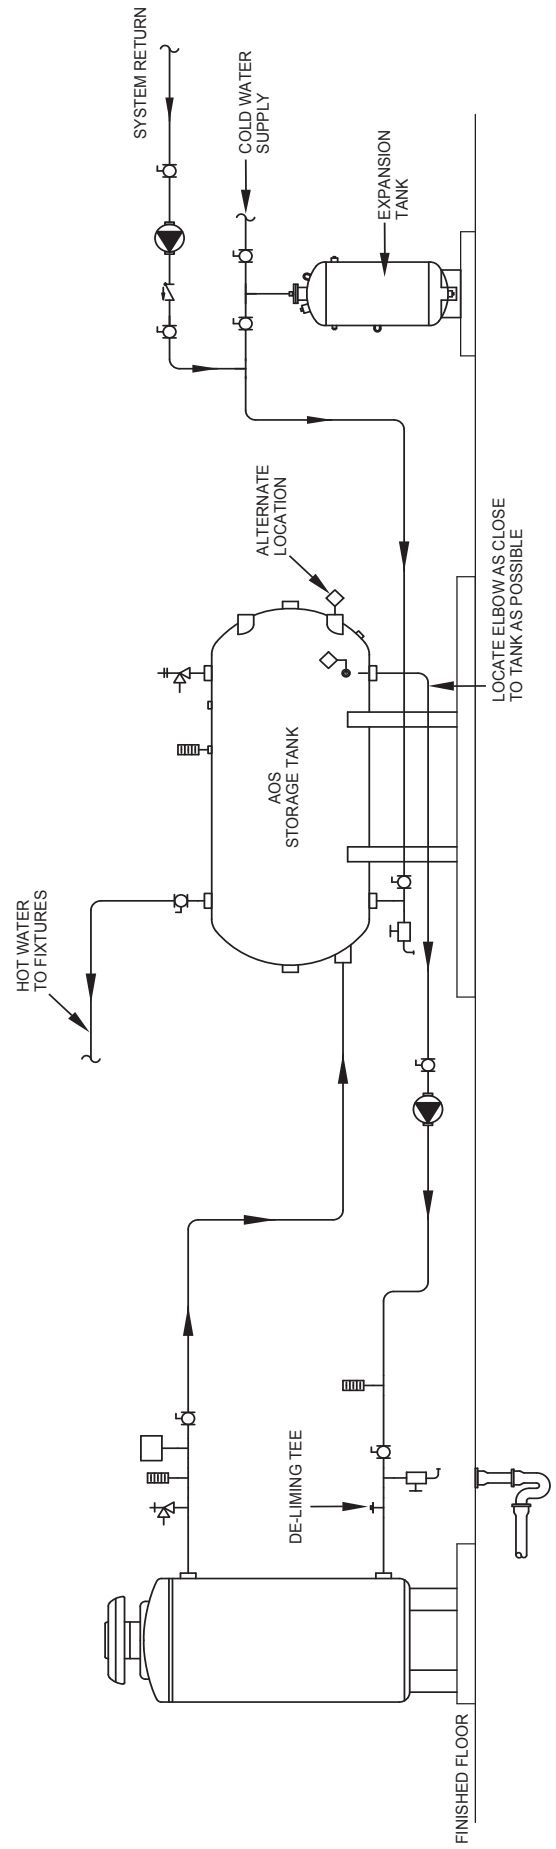 SYSTEM RETURN
COLD WATER
SUPPLY
EXPANSION
TANK
ALTERNATE
LOCATION
LOCATE ELBOW AS CLOSE
TO TANK AS POSSIBLE
AOS
STORAGE TANK
HOT WATER
TO FIXTURES
DE-LIMING TEE
FINISHED FLOOR